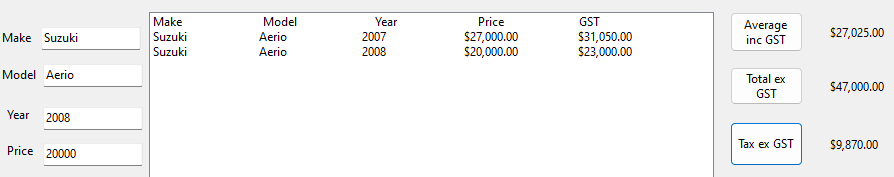 Make Suzuki
Model Aerio
Year 2008
Price 20000
Make Model Year Price GST
Suzuki Aerio 2007 $27,000.00 $31,050.00
Suzuki Aerio 2008 $20,000.00 $23,000.00
Average
inc GST
$27,025.00
Total ex
GST
$47,000.00
Tax ex GST $9,870.00